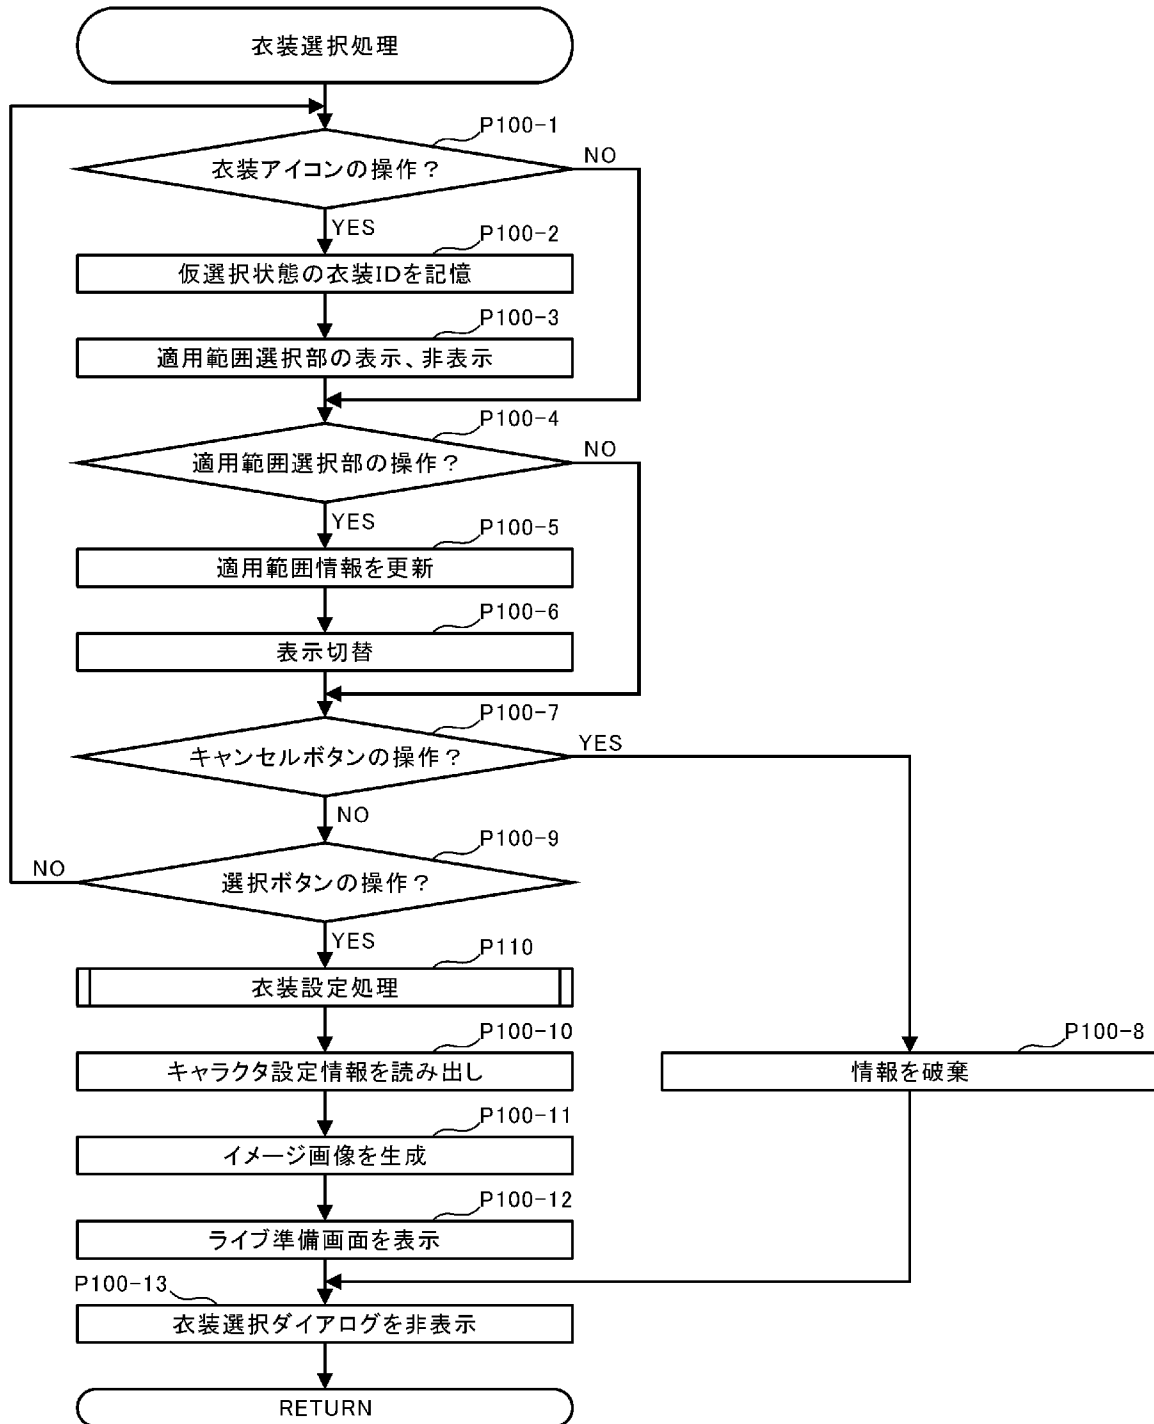 衣装選択処理
P100-1
衣装アイコンの操作？
NO
YES
P100-2
仮選択状態の衣装IDを記憶
P100-3
適用範囲選択部の表示、非表示
P100-4
適用範囲選択部の操作？
NO
YES
P100-5
適用範囲情報を更新
P100-6
表示切替
P100-7
キャンセルボタンの操作？
YES
NO
P100-9
選択ボタンの操作？
NO
YES
P110
衣装設定処理
P100-10
キャラクタ設定情報を読み出し
P100-8
情報を破棄
P100-11
イメージ画像を生成
P100-12
ライブ準備画面を表示
P100-13
衣装選択ダイアログを非表示
RETURN